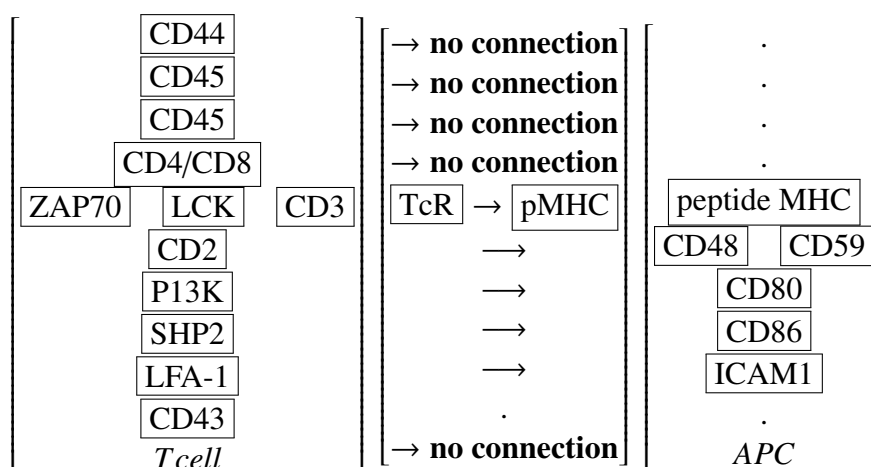 CD44 → no connection .
CD45 → no connection .
CD45 → no connection .
CD4/CD8 → no connection .
ZAP70 LCK CD3 TcR → pMHC peptide MHC
CD2 ⟶ CD48 CD59
P13K ⟶ CD80
SHP2 ⟶ CD86
LFA-1 ⟶ ICAM1
CD43 . .
Tcell → no connection APC